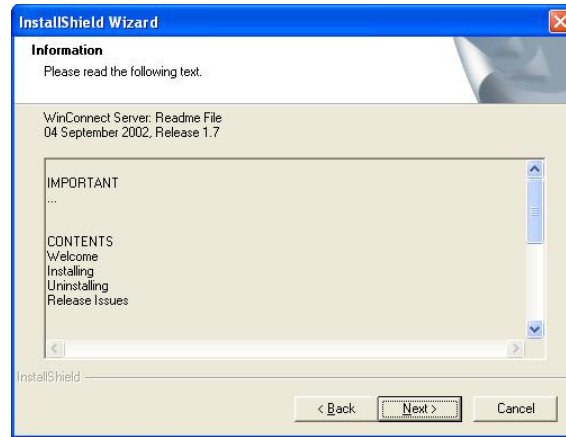 InstallShield Wizard
Information
Please read the following text.
WinConnect Server: Readme File
04 September 2002, Release 1.7
IMPORTANT
...
CONTENTS
Welcome
Installing
Uninstalling
Release Issues
InstallShield
< Back
Next >
Cancel